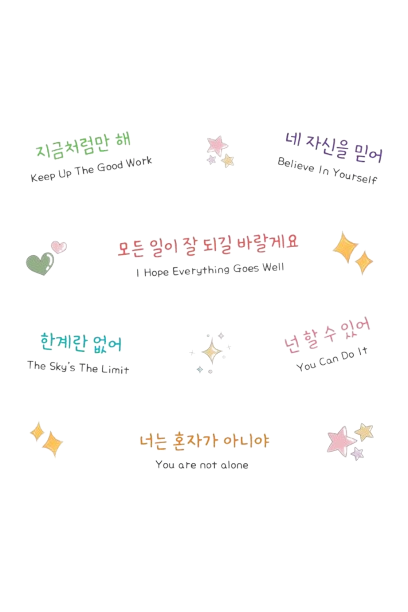 지금처럼만 해
Keep Up The Good Work
네 자신을 믿어
Believe In Yourself
모든 일이 잘 되길 바랄게요
I Hope Everything Goes Well
한계란 없어
The Sky's The Limit
넌 할 수 있어
You Can Do It
너는 혼자가 아니야
You are not alone